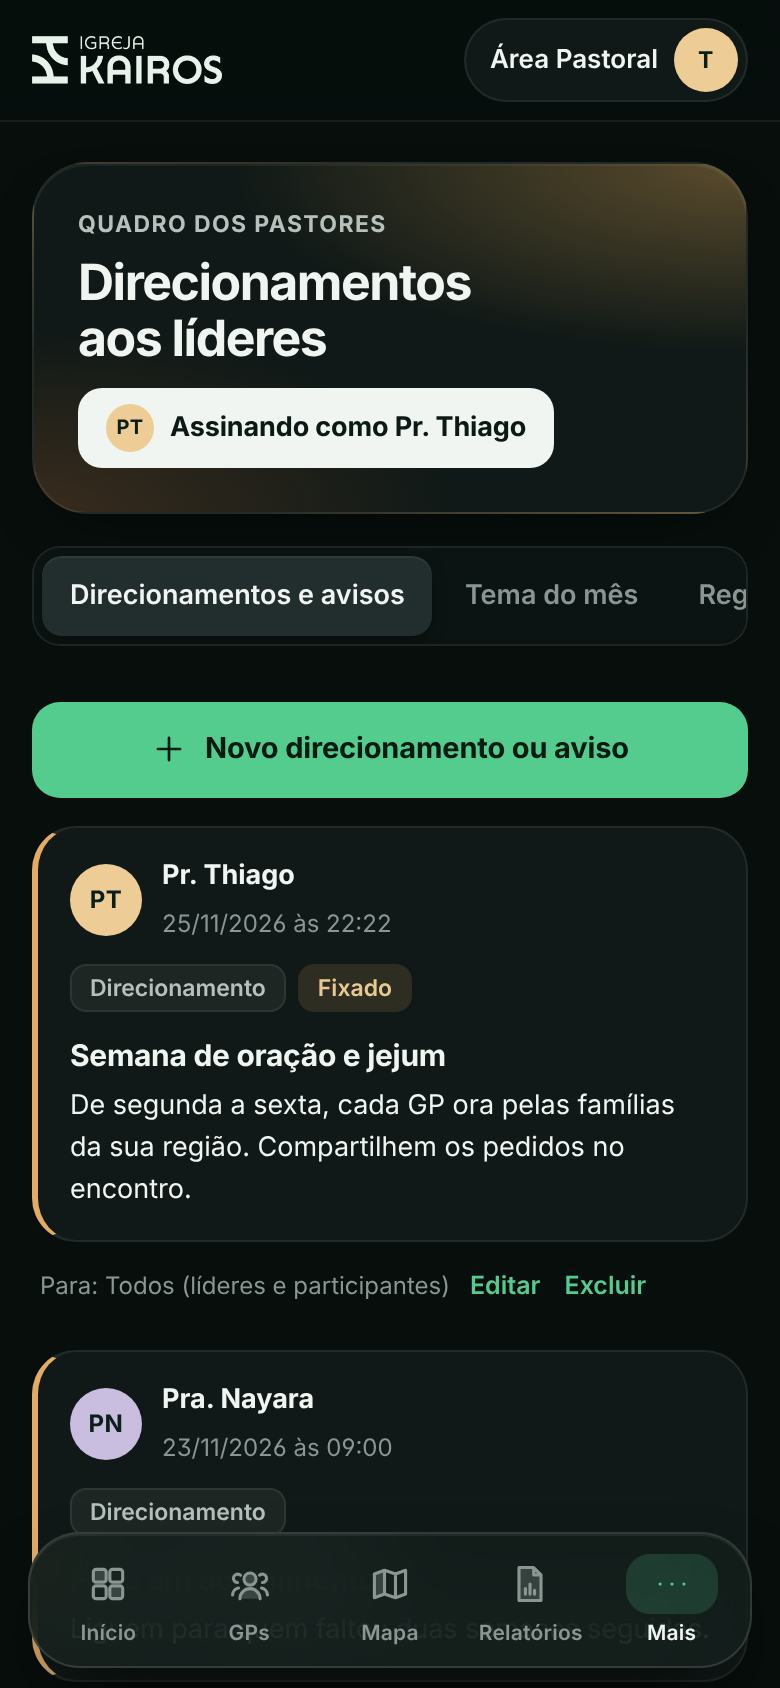 IGREJA
KAIROS
Área Pastoral
T
QUADRO DOS PASTORES
Direcionamentos
aos líderes
PT
Assinando como Pr. Thiago
Direcionamentos e avisos
Tema do mês
Reg
+ Novo direcionamento ou aviso
PT
Pr. Thiago
25/11/2026 às 22:22
Direcionamento
Fixado
Semana de oração e jejum
De segunda a sexta, cada GP ora pelas famílias
da sua região. Compartilhem os pedidos no
encontro.
Para: Todos (líderes e participantes)
Editar
Excluir
PN
Pra. Nayara
23/11/2026 às 09:00
Direcionamento
Início
GPs
Mapa
Relatórios
Mais